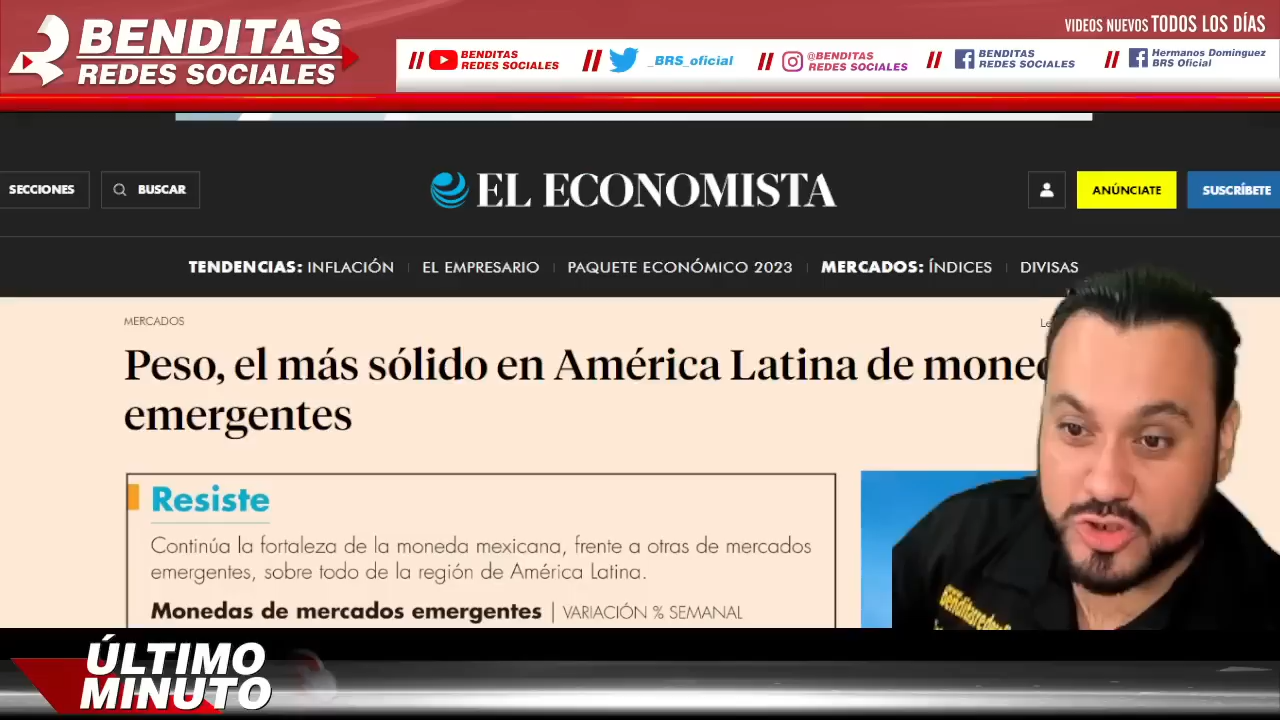 BENDITAS
REDES SOCIALES
VIDEOS NUEVOS TODOS LOS DÍAS
// BENDITAS REDES SOCIALES
// _BRS_oficial
// @BENDITAS REDES SOCIALES
// BENDITAS REDES SOCIALES
// Hermanos Dominguez BRS Oficial
SECCIONES
BUSCAR
EL ECONOMISTA
ANÚNCIATE
SUSCRÍBETE
TENDENCIAS: INFLACIÓN | EL EMPRESARIO | PAQUETE ECONÓMICO 2023 | MERCADOS: ÍNDICES | DIVISAS
MERCADOS
Peso, el más sólido en América Latina de
emergentes
Resiste
Continúa la fortaleza de la moneda mexicana, frente a otras de mercados
emergentes, sobre todo de la región de América Latina.
Monedas de mercados emergentes | VARIACIÓN % SEMANAL
ÚLTIMO
MINUTO